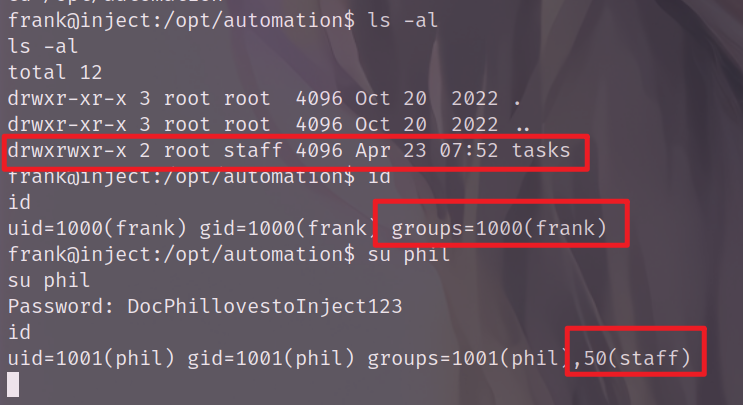 frank@inject:/opt/automation$ ls -al
ls -al
total 12
drwxr-xr-x 3 root root  4096 Oct 20  2022 .
drwxr-xr-x 3 root root  4096 Oct 20  2022 ..
drwxrwxr-x 2 root staff 4096 Apr 23 07:52 tasks
frank@inject:/opt/automation$ id
id
uid=1000(frank) gid=1000(frank) groups=1000(frank)
frank@inject:/opt/automation$ su phil
su phil
Password: DocPhillovestoInject123
id
uid=1001(phil) gid=1001(phil) groups=1001(phil),50(staff)